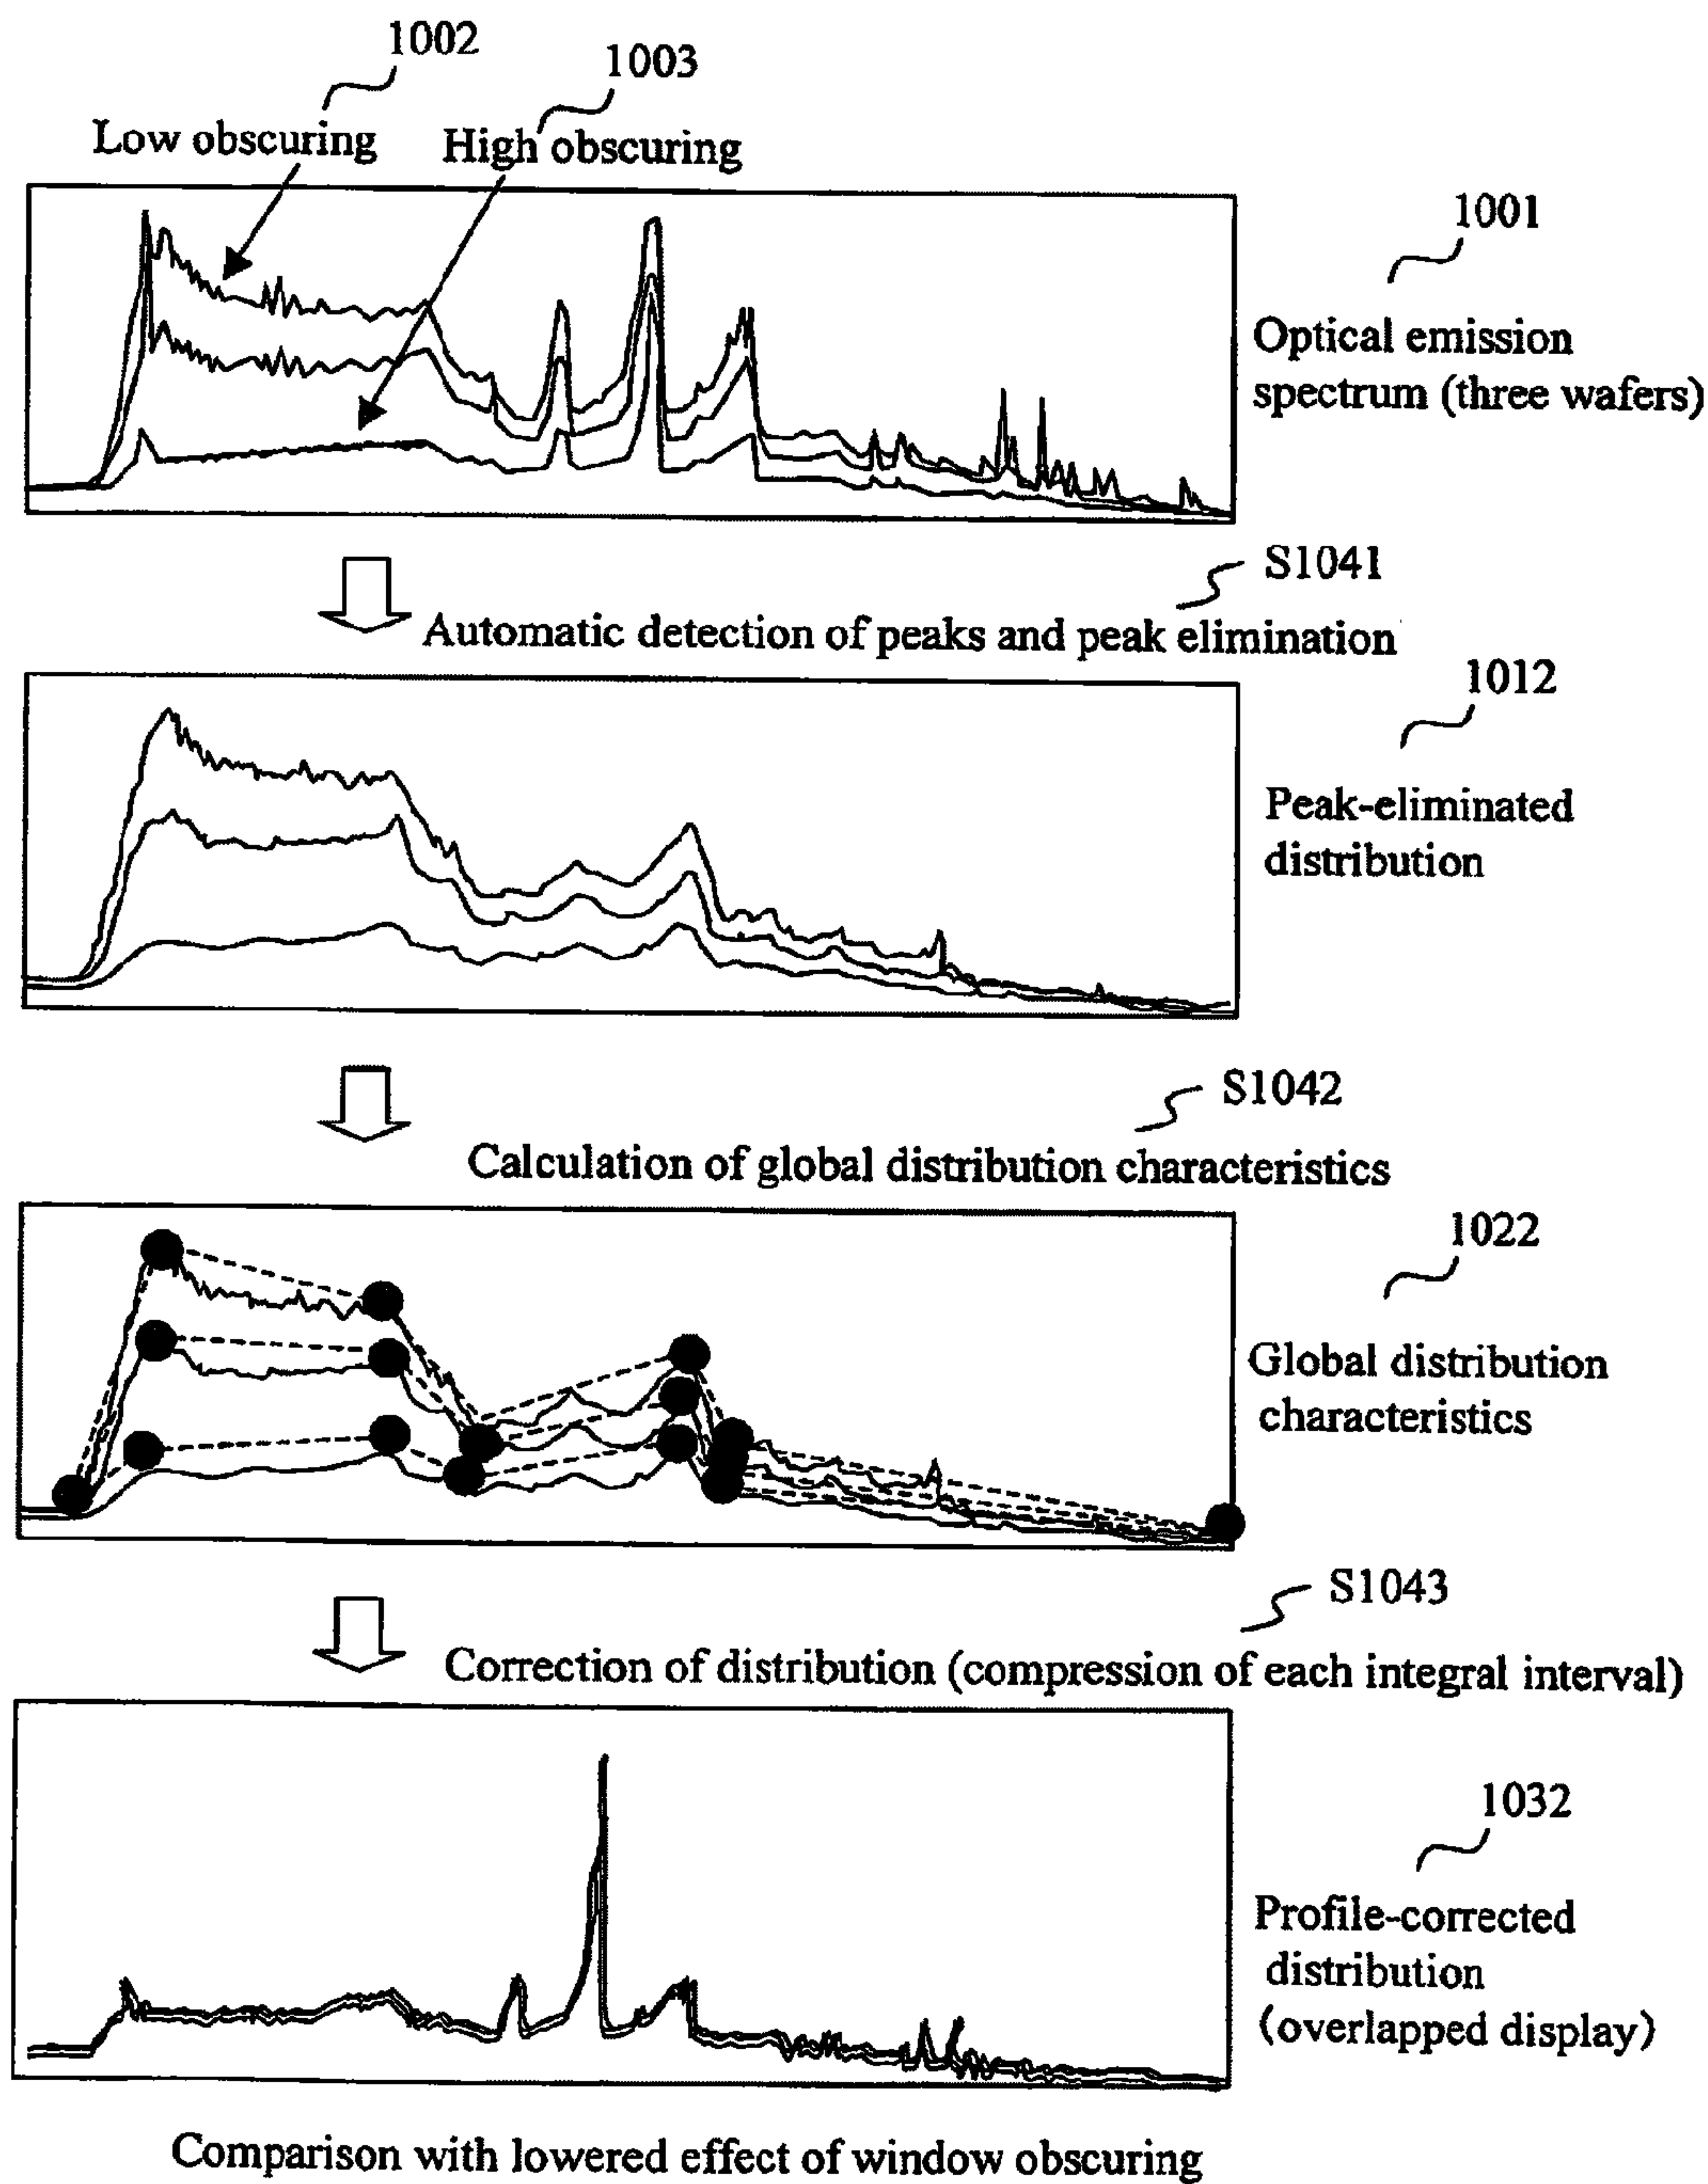 1002
1003
Low obscuring
High obscuring
1001
Optical emission
spectrum (three wafers)
S1041
Automatic detection of peaks and peak elimination
1012
Peak-eliminated
distribution
S1042
Calculation of global distribution characteristics
1022
Global distribution
characteristics
S1043
Correction of distribution (compression of each integral interval)
1032
Profile-corrected
distribution
(overlapped display)
Comparison with lowered effect of window obscuring